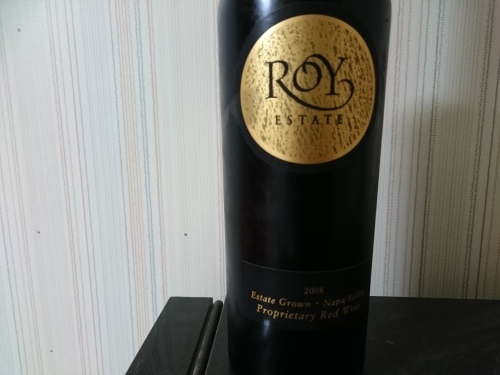 ROY
ESTATE
2008
Estate Grown · Napa Valley
Proprietary Red Wine